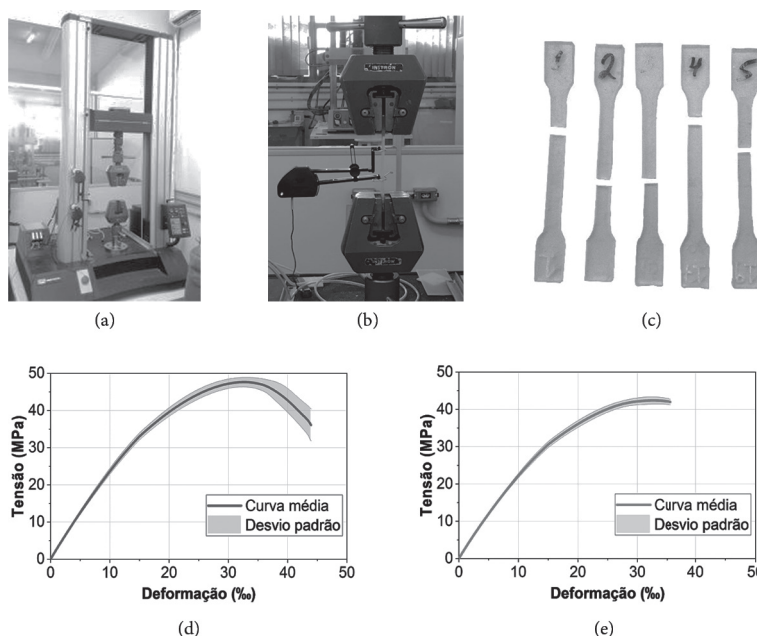 INSTRON
1
2
3
4
5
(a)
(b)
(c)
50
40
30
20
10
0
Tensão (MPa)
Curva média
Desvio padrão
0 10 20 30 40 50
Deformação (‰)
(d)
50
40
30
20
10
0
Tensão (MPa)
Curva média
Desvio padrão
0 10 20 30 40 50
Deformação (‰)
(e)